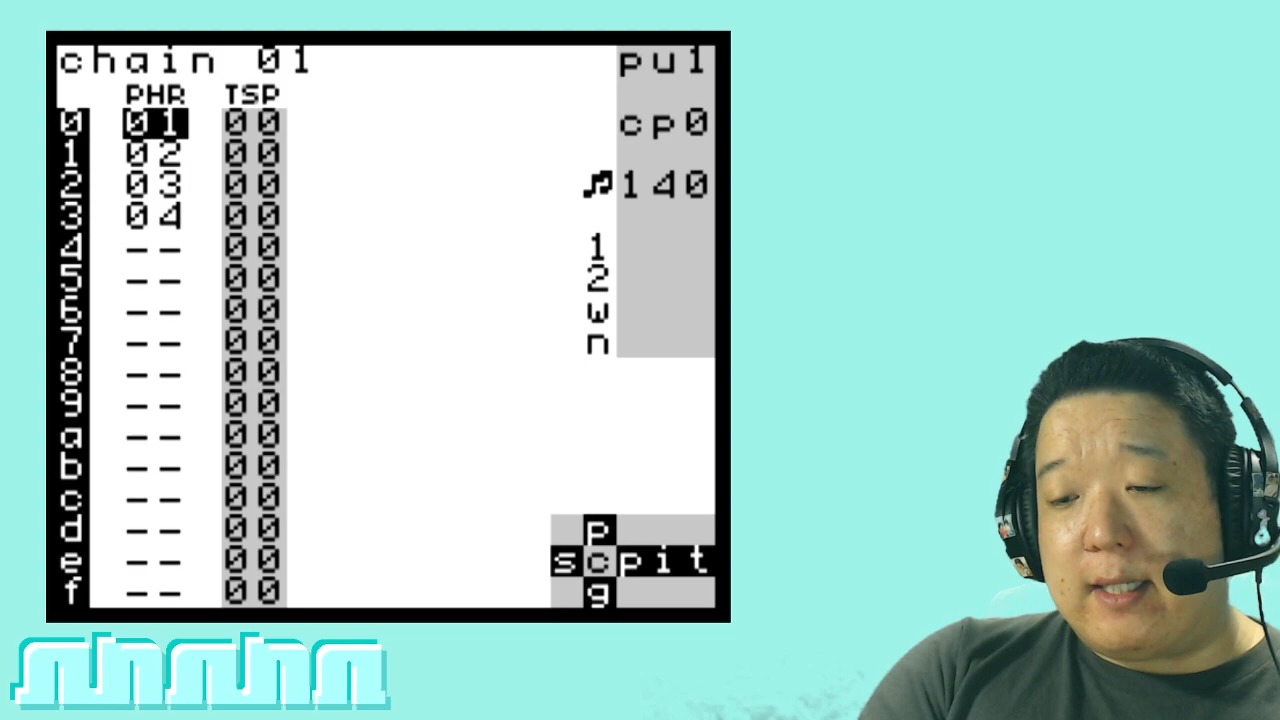 chain 01 pu1
PHR TSP
0 01 00 cp0
1 02 00
2 03 00 140
3 04 00
4 -- 00 1
5 -- 00 2
6 -- 00 w
7 -- 00 n
8 -- 00
9 -- 00
a -- 00
b -- 00
c -- 00
d -- 00 p
e -- 00 scpit
f -- 00 g